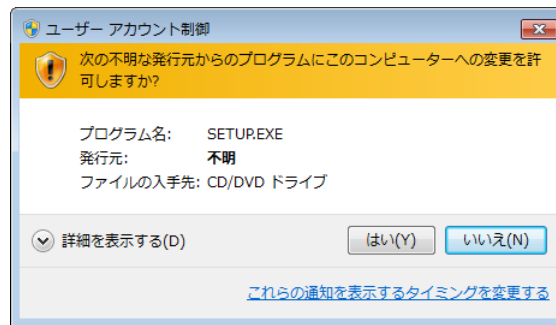 ユーザー アカウント制御
次の不明な発行元からのプログラムにこのコンピューターへの変更を許
可しますか?
プログラム名: SETUP.EXE
発行元: 不明
ファイルの入手先: CD/DVD ドライブ
詳細を表示する(D) はい(Y) いいえ(N)
これらの通知を表示するタイミングを変更する